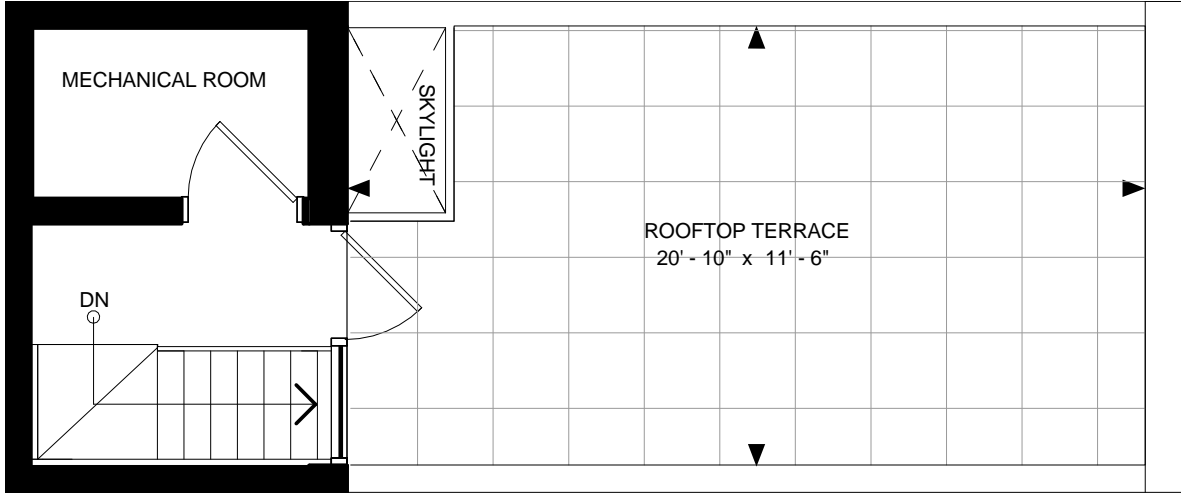 MECHANICAL ROOM
SKYLIGHT
ROOFTOP TERRACE
20' - 10" x 11' - 6"
DN